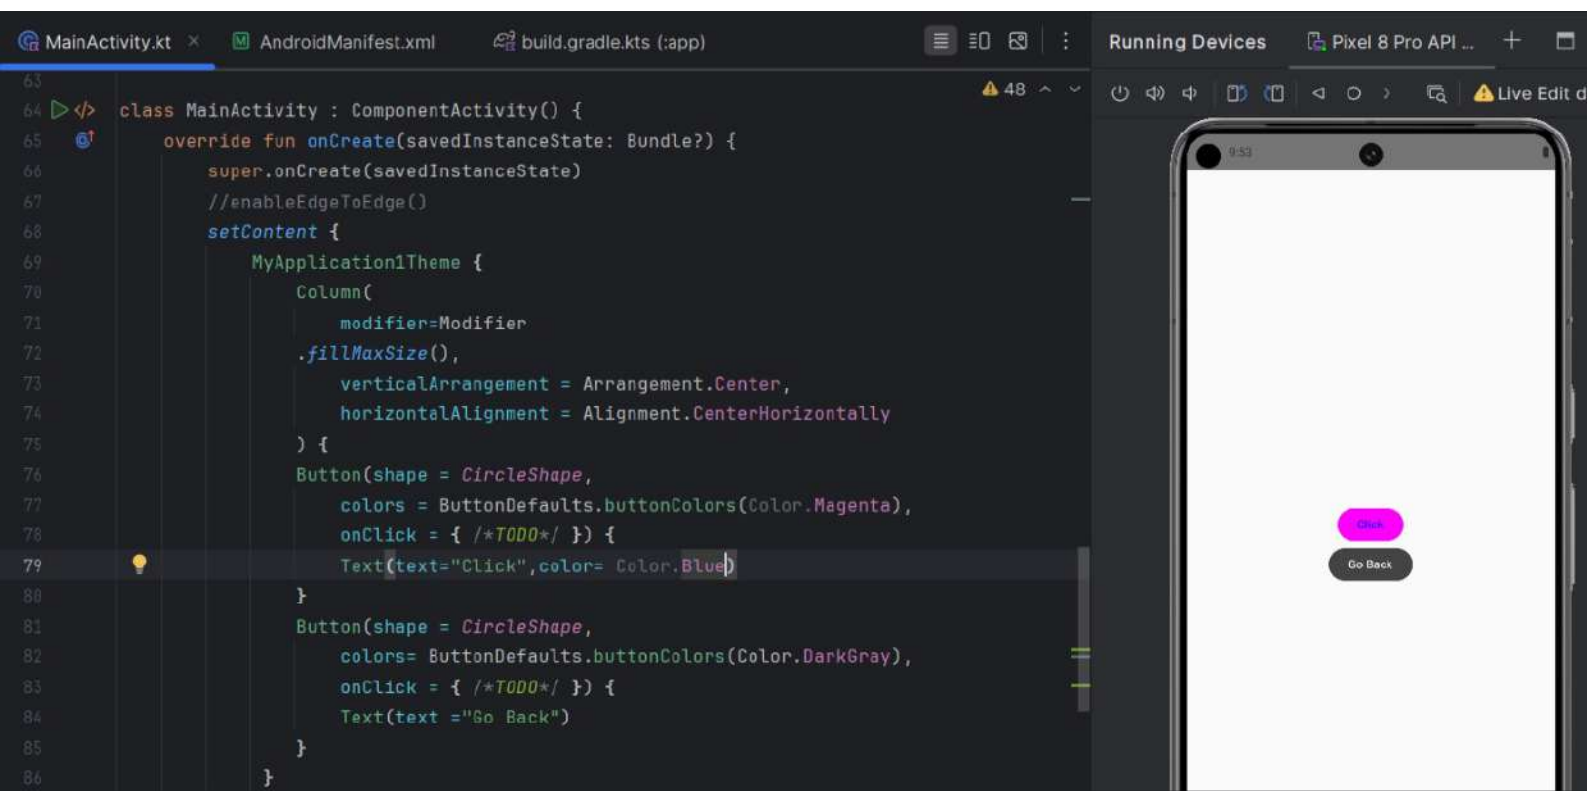 MainActivity.kt × AndroidManifest.xml build.gradle.kts (:app)
Running Devices Pixel 8 Pro API ...
48
Live Edit d
63
64 class MainActivity : ComponentActivity() {
65 override fun onCreate(savedInstanceState: Bundle?) {
66 super.onCreate(savedInstanceState)
67 //enableEdgeToEdge()
68 setContent {
69 MyApplication1Theme {
70 Column(
71 modifier=Modifier
72 .fillMaxSize(),
73 verticalArrangement = Arrangement.Center,
74 horizontalAlignment = Alignment.CenterHorizontally
75 ) {
76 Button(shape = CircleShape,
77 colors = ButtonDefaults.buttonColors(Color.Magenta),
78 onClick = { /*TODO*/ }) {
79 Text(text="Click",color= Color.Blue)
80 }
81 Button(shape = CircleShape,
82 colors= ButtonDefaults.buttonColors(Color.DarkGray),
83 onClick = { /*TODO*/ }) {
84 Text(text ="Go Back")
85 }
86 }
9:53
Click
Go Back